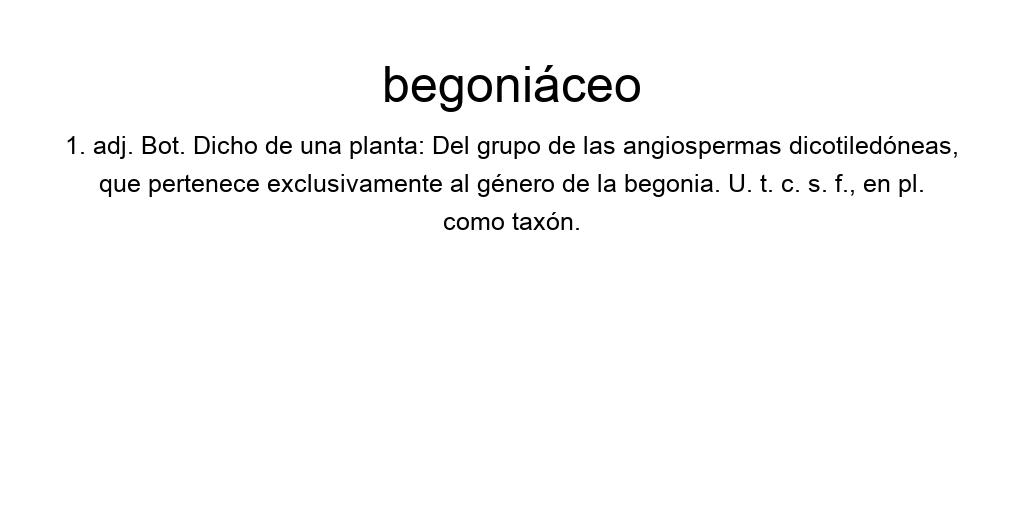 begoniáceo
1. adj. Bot. Dicho de una planta: Del grupo de las angiospermas dicotiledóneas,
que pertenece exclusivamente al género de la begonia. U. t. c. s. f., en pl.
como taxón.